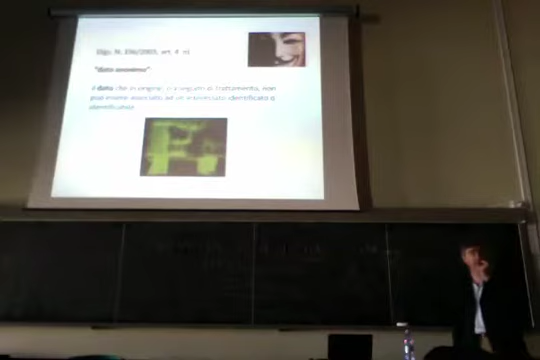 Dlgs. N. 196/2003, art. 4 n)
"dato anonimo":
il dato che in origine, o a seguito di trattamento, non
può essere associato ad un interessato identificato o
identificabile